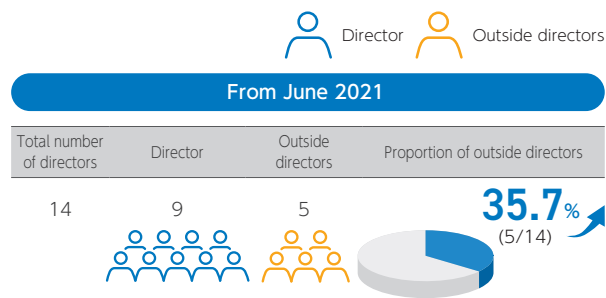 Director
Outside directors
From June 2021
Total number
of directors
Director
Outside
directors
Proportion of outside directors
14
9
5
35.7%
(5/14)